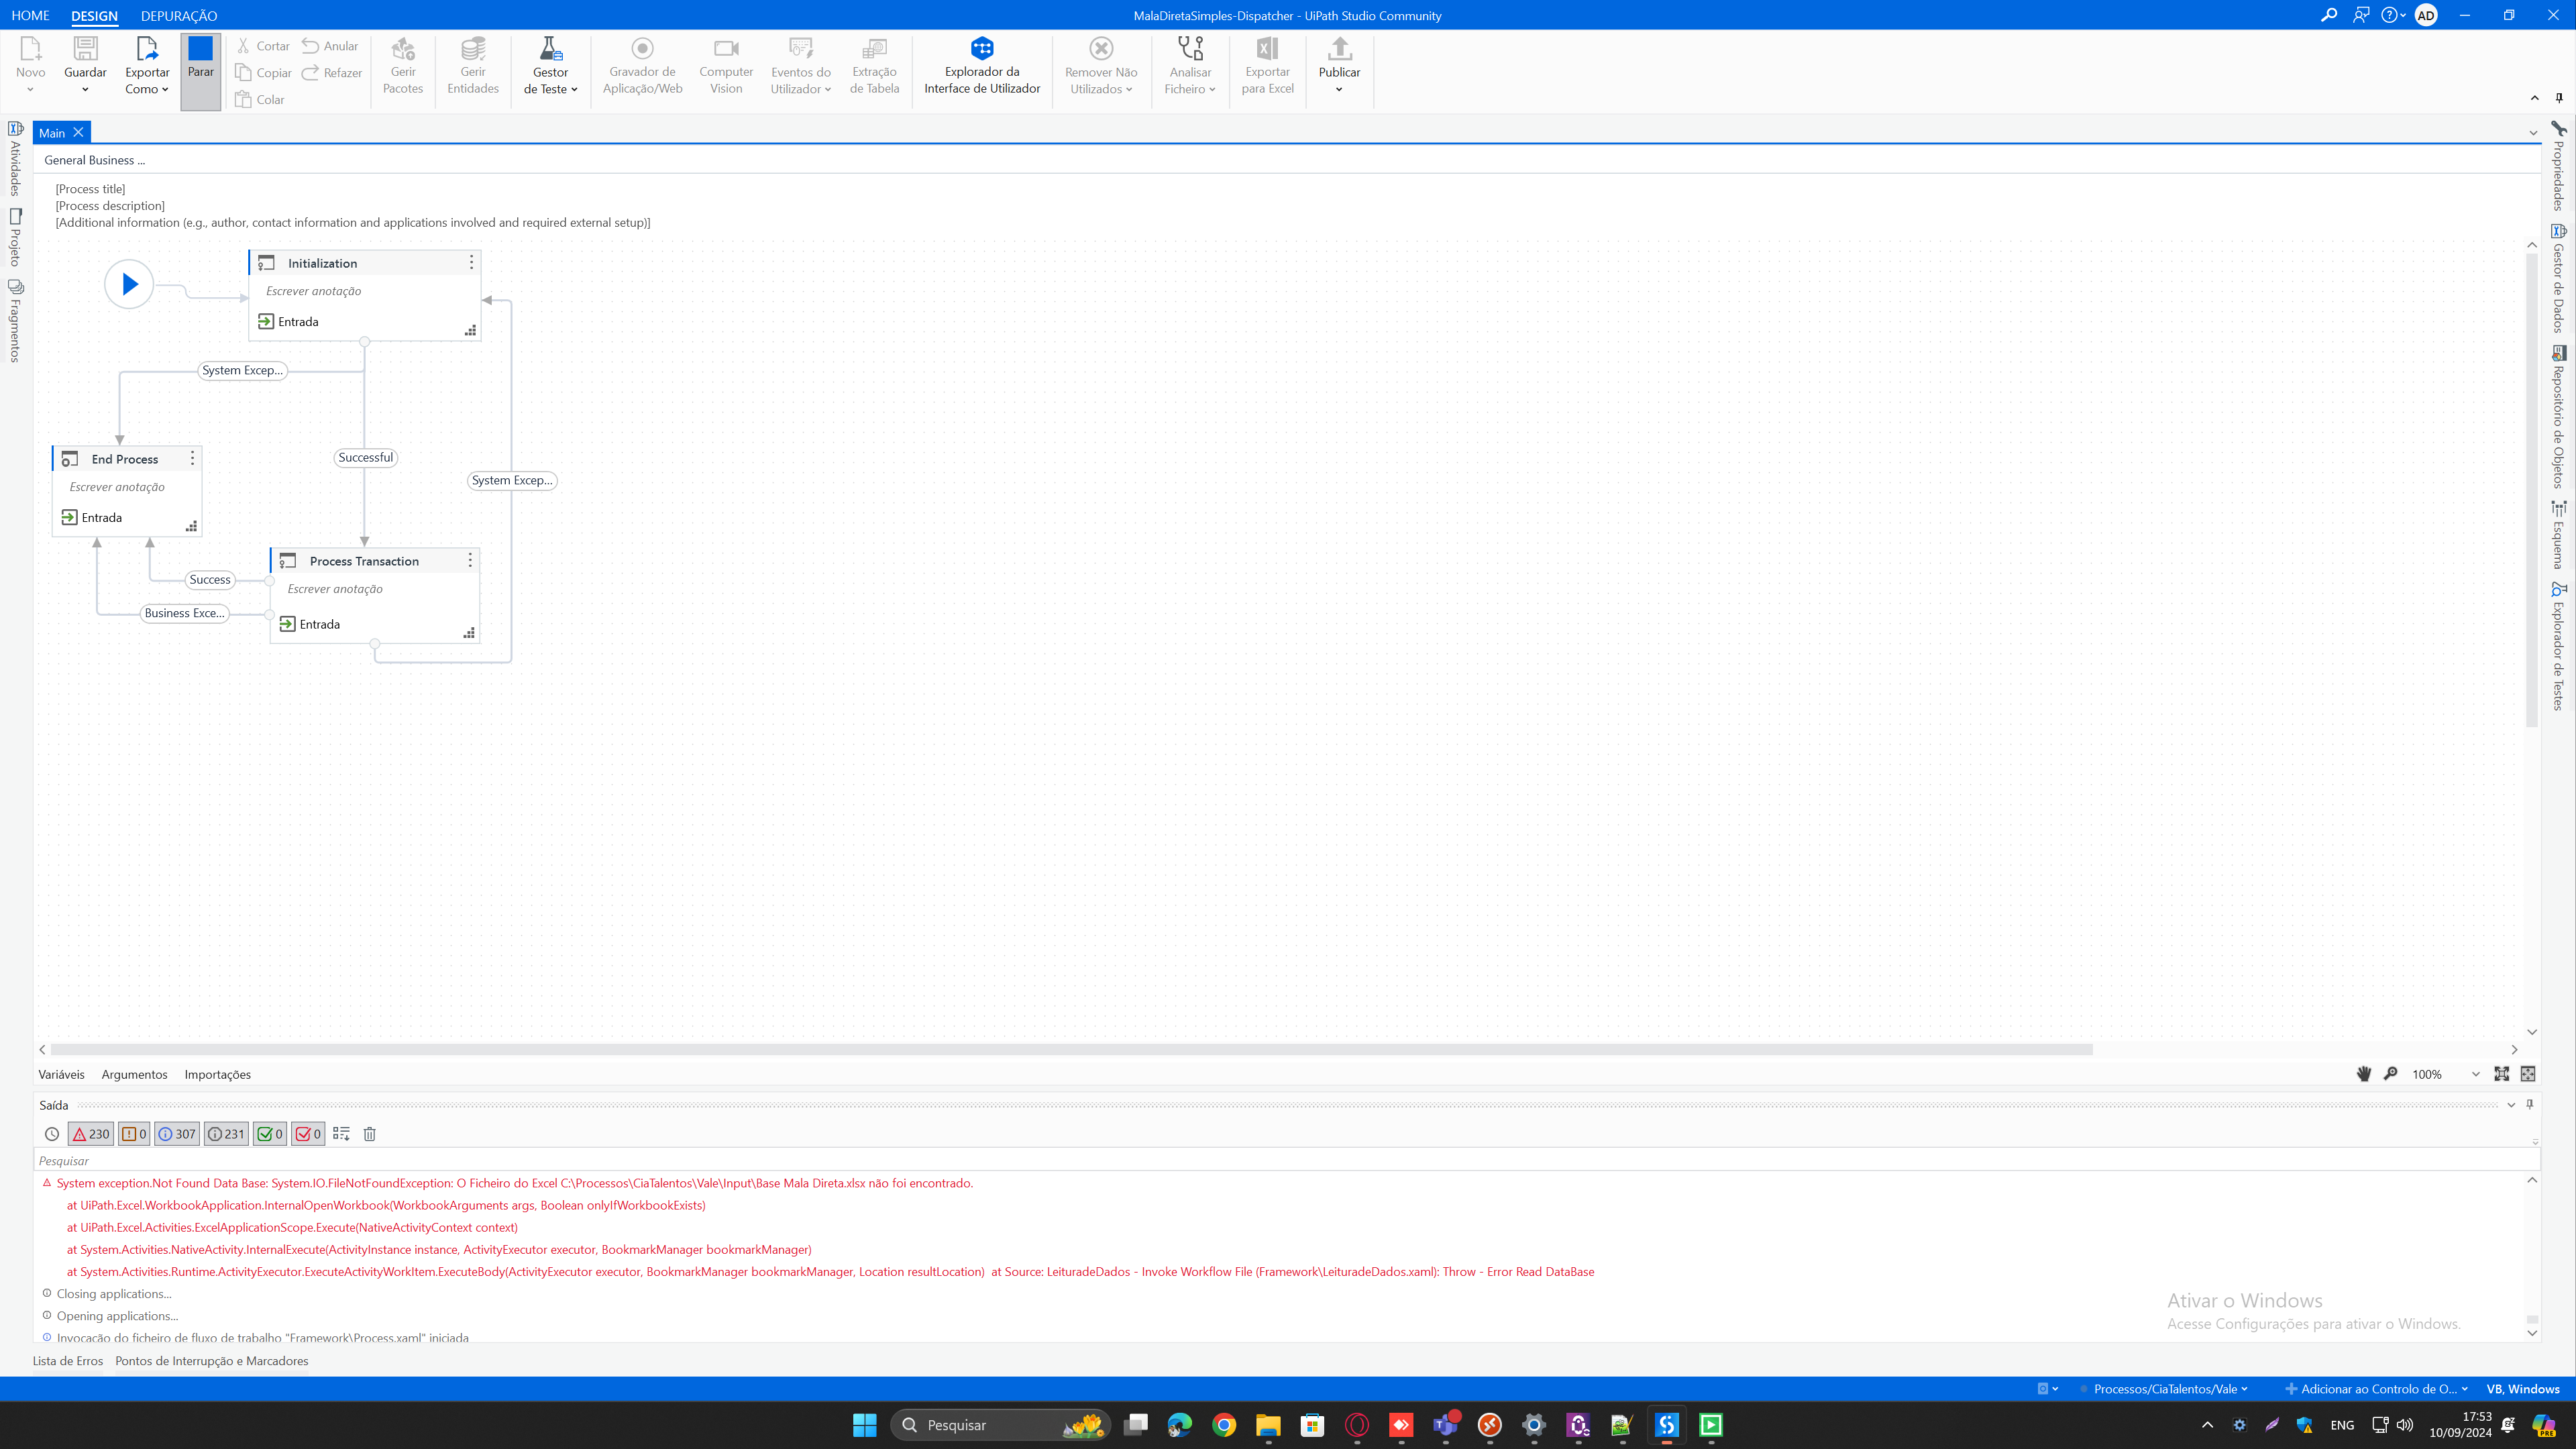 HOME DESIGN DEPURAÇÃO MalaDiretaSimples-Dispatcher - UiPath Studio Community AD
Novo Guardar Exportar Como Parar Cortar Anular Copiar Refazer Colar Gerir Pacotes Gerir Entidades Gestor de Teste Gravador de Aplicação/Web Computer Vision Eventos do Utilizador Extração de Tabela Explorador da Interface de Utilizador Remover Não Utilizados Analisar Ficheiro Exportar para Excel Publicar
Main
General Business ...
[Process title]
[Process description]
[Additional information (e.g., author, contact information and applications involved and required external setup)]
Atividades
Projeto
Fragmentos
Propriedades
Gestor de Dados
Repositório de Objetos
Esquema
Explorador de Testes
Initialization
Escrever anotação
Entrada
System Excep...
Successful
System Excep...
End Process
Escrever anotação
Entrada
Process Transaction
Escrever anotação
Entrada
Success
Business Exce...
Variáveis Argumentos Importações 100%
Saída
230 0 307 231 0 0
Pesquisar
System exception.Not Found Data Base: System.IO.FileNotFoundException: O Ficheiro do Excel C:\Processos\CiaTalentos\Vale\Input\Base Mala Direta.xlsx não foi encontrado.
at UiPath.Excel.WorkbookApplication.InternalOpenWorkbook(WorkbookArguments args, Boolean onlyIfWorkbookExists)
at UiPath.Excel.Activities.ExcelApplicationScope.Execute(NativeActivityContext context)
at System.Activities.NativeActivity.InternalExecute(ActivityInstance instance, ActivityExecutor executor, BookmarkManager bookmarkManager)
at System.Activities.Runtime.ActivityExecutor.ExecuteActivityWorkItem.ExecuteBody(ActivityExecutor executor, BookmarkManager bookmarkManager, Location resultLocation) at Source: LeituradeDados - Invoke Workflow File (Framework\LeituradeDados.xaml): Throw - Error Read DataBase
Closing applications...
Opening applications...
Invocação do ficheiro de fluxo de trabalho "Framework\Process.xaml" iniciada
Ativar o Windows
Acesse Configurações para ativar o Windows.
Lista de Erros Pontos de Interrupção e Marcadores
Processos/CiaTalentos/Vale Adicionar ao Controlo de O... VB, Windows
Pesquisar ENG 17:53
10/09/2024 PRE